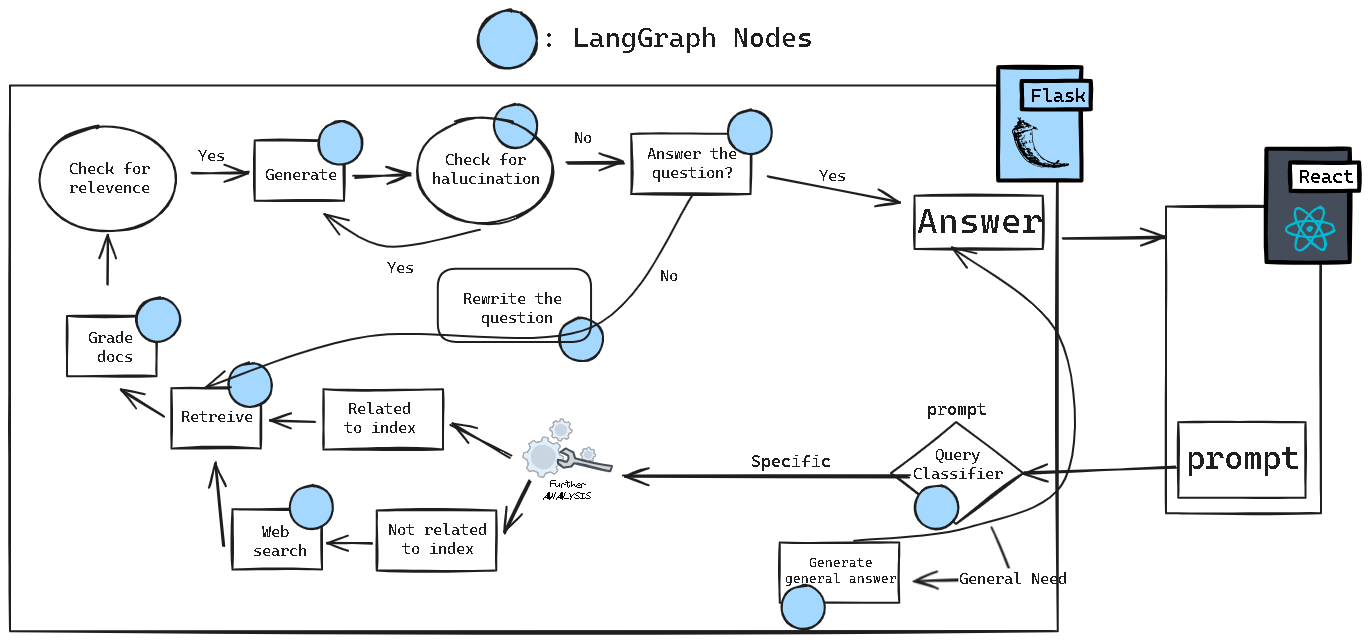 : LangGraph Nodes
Flask
React
Check for
relevence
Yes
Generate
Check for
halucination
No
Answer the
question?
Yes
Answer
Yes
No
Rewrite the
question
Grade
docs
Retreive
Related
to index
Further
ANALYSIS
Specific
prompt
Query
Classifier
prompt
Web
search
Not related
to index
Generate
general answer
General Need